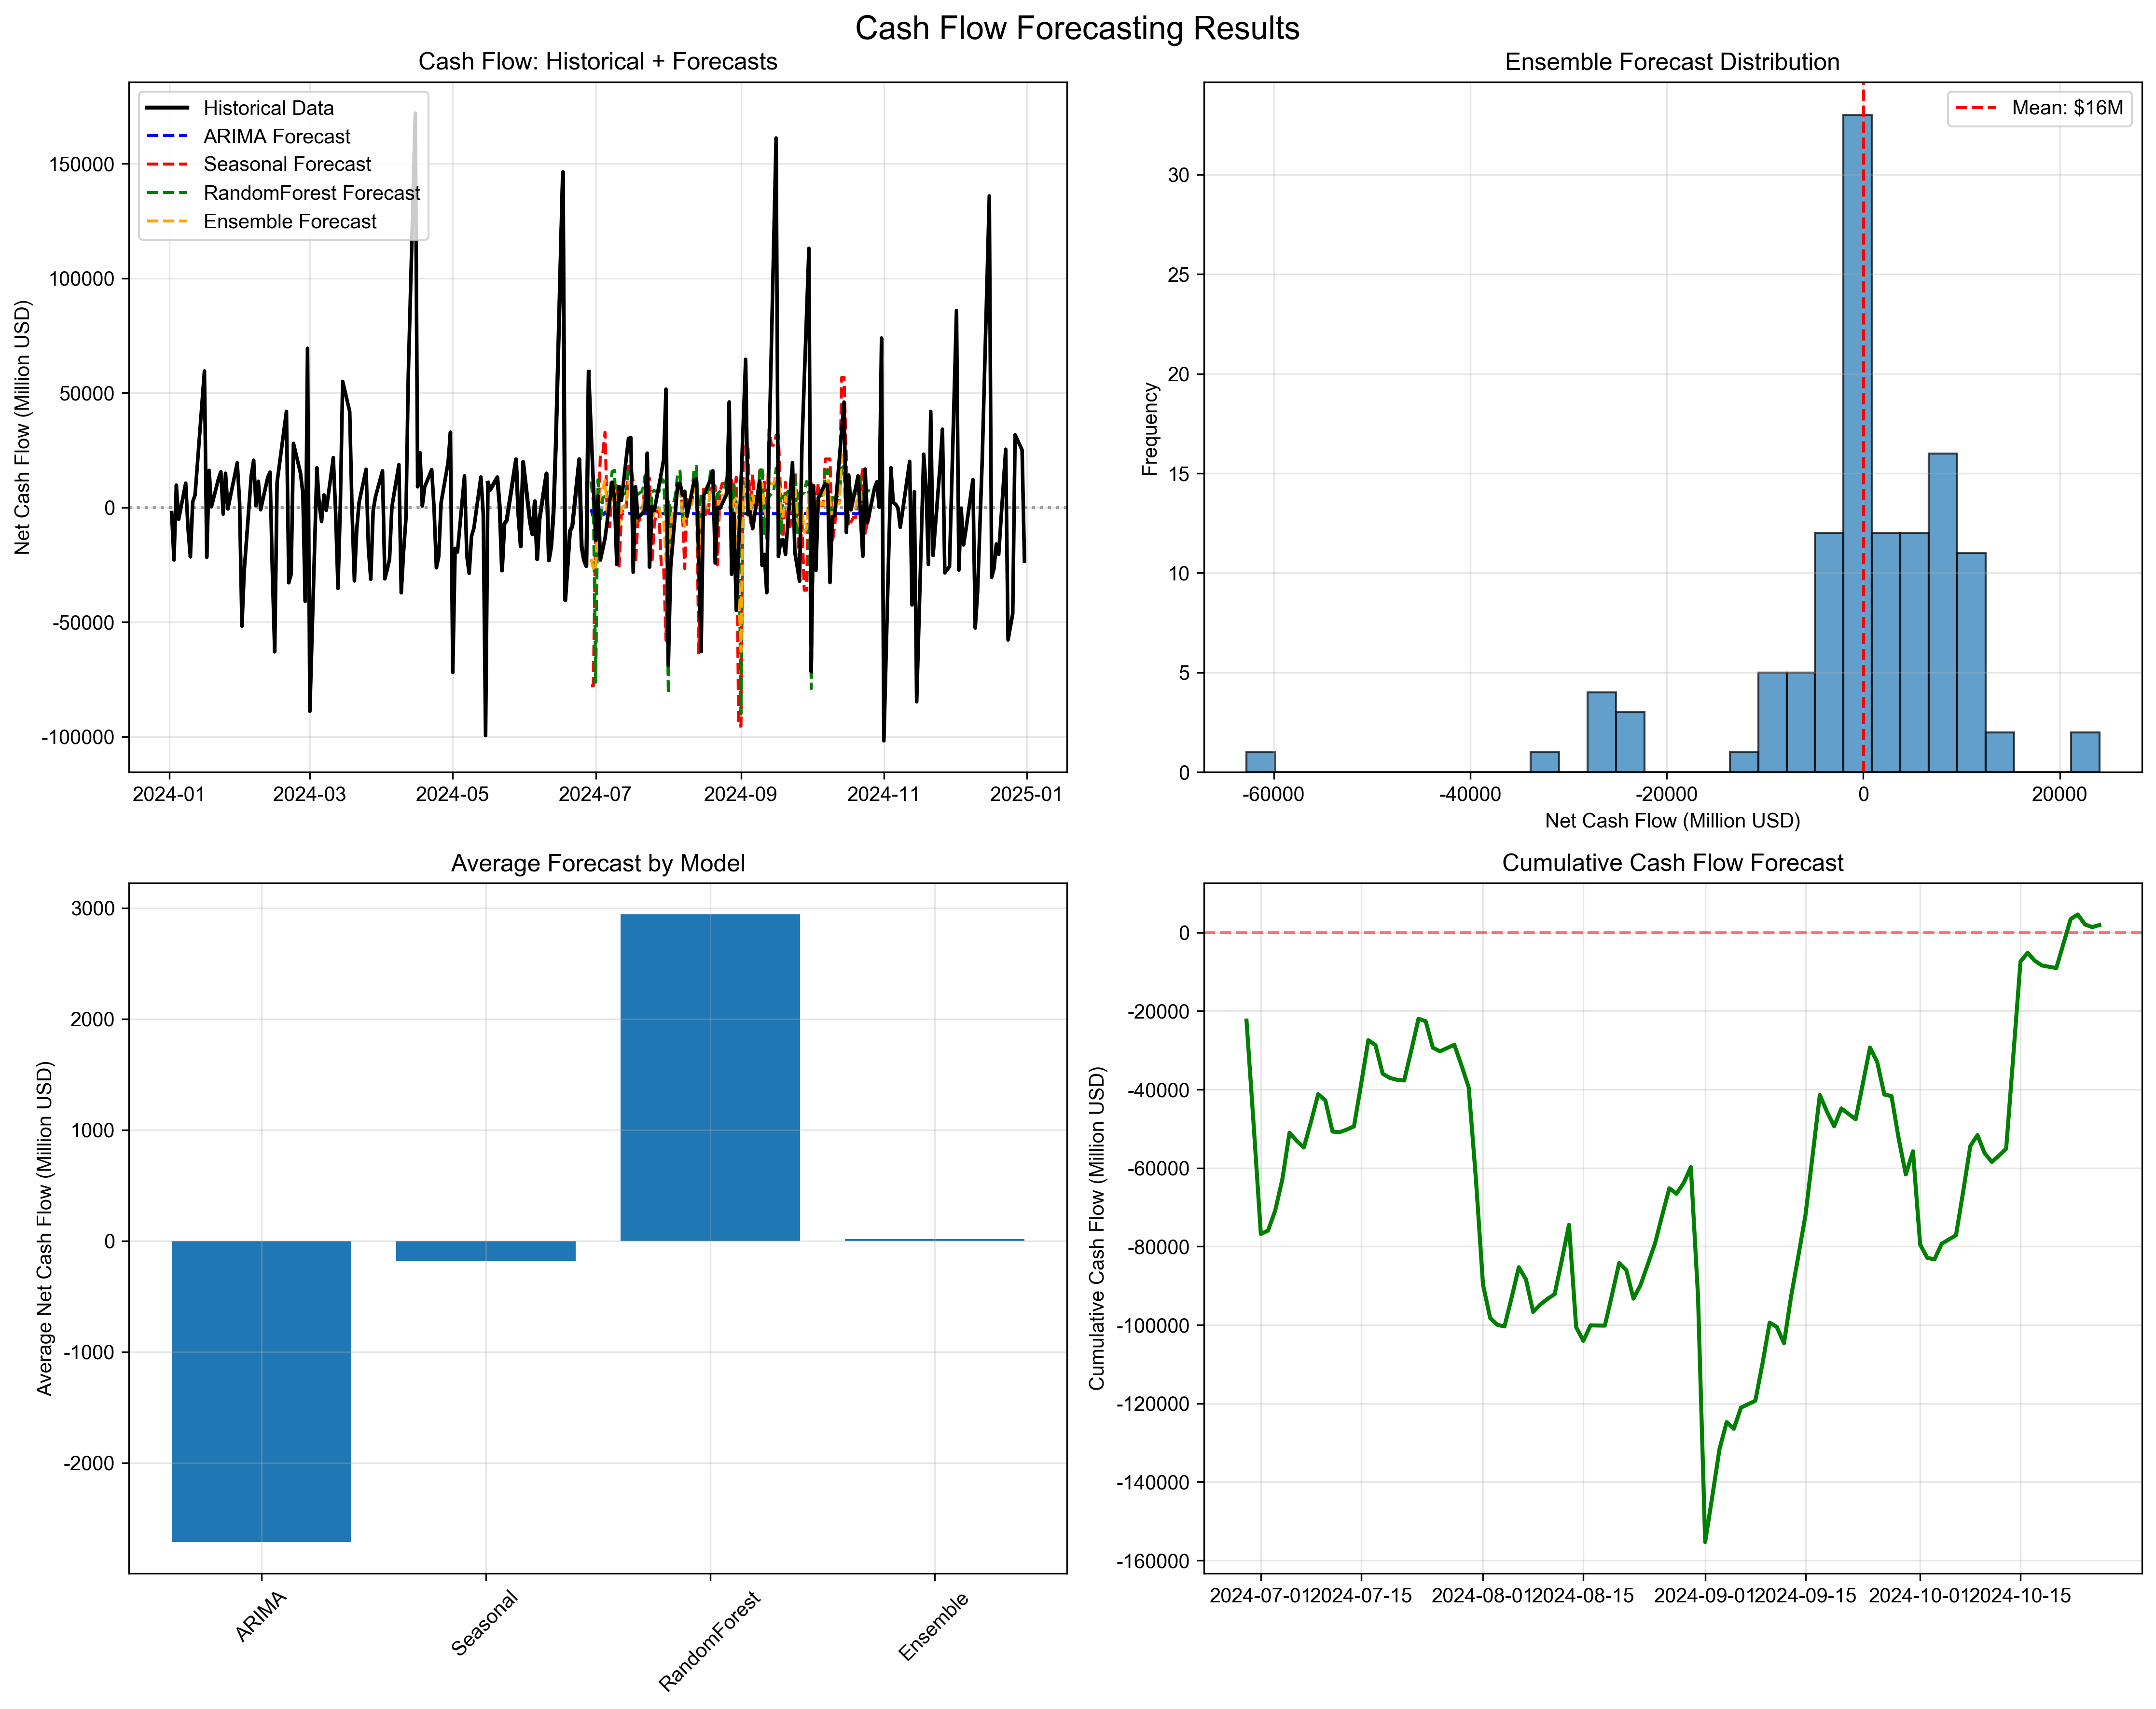 Cash Flow Forecasting Results
Cash Flow: Historical + Forecasts
Historical Data
ARIMA Forecast
Seasonal Forecast
RandomForest Forecast
Ensemble Forecast
Net Cash Flow (Million USD)
150000
100000
50000
0
-50000
-100000
2024-01
2024-03
2024-05
2024-07
2024-09
2024-11
2025-01
Ensemble Forecast Distribution
Mean: $16M
Frequency
30
25
20
15
10
5
0
-60000
-40000
-20000
0
20000
Net Cash Flow (Million USD)
Average Forecast by Model
Average Net Cash Flow (Million USD)
3000
2000
1000
0
-1000
-2000
ARIMA
Seasonal
RandomForest
Ensemble
Cumulative Cash Flow Forecast
Cumulative Cash Flow (Million USD)
0
-20000
-40000
-60000
-80000
-100000
-120000
-140000
-160000
2024-07-01
2024-07-15
2024-08-01
2024-08-15
2024-09-01
2024-09-15
2024-10-01
2024-10-15